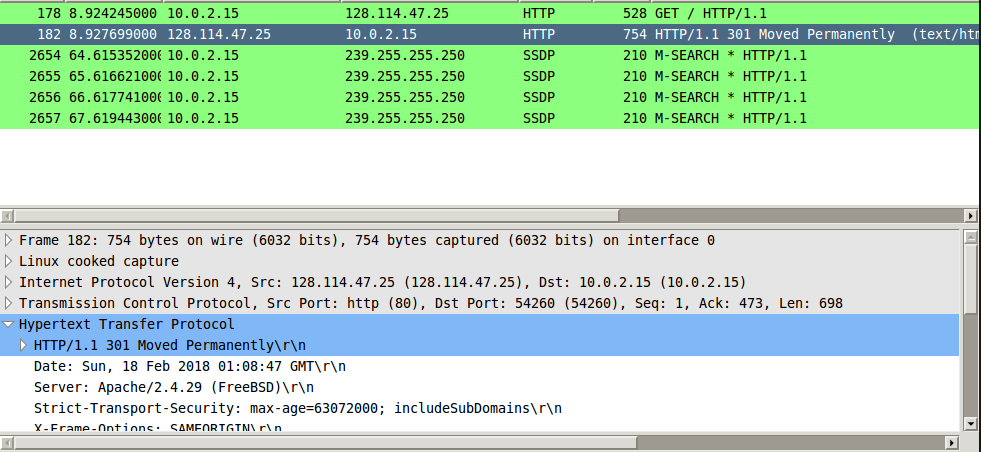 178 8.924245000 10.0.2.15 128.114.47.25 HTTP 528 GET / HTTP/1.1
182 8.927699000 128.114.47.25 10.0.2.15 HTTP 754 HTTP/1.1 301 Moved Permanently (text/htm
2654 64.615352000 10.0.2.15 239.255.255.250 SSDP 210 M-SEARCH * HTTP/1.1
2655 65.616621000 10.0.2.15 239.255.255.250 SSDP 210 M-SEARCH * HTTP/1.1
2656 66.617741000 10.0.2.15 239.255.255.250 SSDP 210 M-SEARCH * HTTP/1.1
2657 67.619443000 10.0.2.15 239.255.255.250 SSDP 210 M-SEARCH * HTTP/1.1
Frame 182: 754 bytes on wire (6032 bits), 754 bytes captured (6032 bits) on interface 0
Linux cooked capture
Internet Protocol Version 4, Src: 128.114.47.25 (128.114.47.25), Dst: 10.0.2.15 (10.0.2.15)
Transmission Control Protocol, Src Port: http (80), Dst Port: 54260 (54260), Seq: 1, Ack: 473, Len: 698
Hypertext Transfer Protocol
HTTP/1.1 301 Moved Permanently\r\n
Date: Sun, 18 Feb 2018 01:08:47 GMT\r\n
Server: Apache/2.4.29 (FreeBSD)\r\n
Strict-Transport-Security: max-age=63072000; includeSubDomains\r\n
X-Frame-Options: SAMEORIGIN\r\n